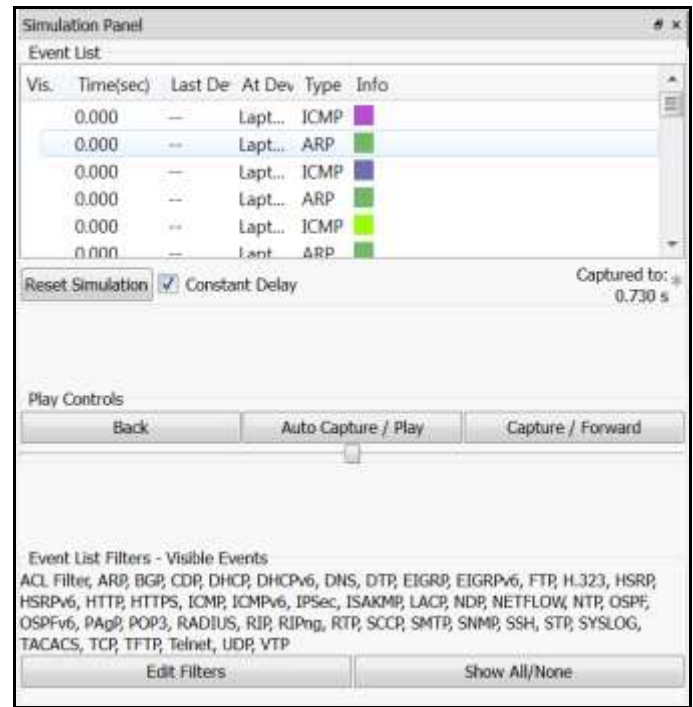 Simulation Panel
Event List
Vis. Time(sec) Last De At Dev Type Info
0.000 -- Lapt... ICMP
0.000 -- Lapt... ARP
0.000 -- Lapt... ICMP
0.000 -- Lapt... ARP
0.000 -- Lapt... ICMP
0.000 -- Lapt ARP
Reset Simulation Constant Delay Captured to: *
0.730 s
Play Controls
Back Auto Capture / Play Capture / Forward
Event List Filters - Visible Events
ACL Filter, ARP, BGP, CDP, DHCP, DHCPv6, DNS, DTP, EIGRP, EIGRPv6, FTP, H.323, HSRP,
HSRPv6, HTTP, HTTPS, ICMP, ICMPv6, IPSec, ISAKMP, LACP, NDP, NETFLOW, NTP, OSPF,
OSPFv6, PAgP, POP3, RADIUS, RIP, RIPng, RTP, SCCP, SMTP, SNMP, SSH, STP, SYSLOG,
TACACS, TCP, TFTP, Telnet, UDP, VTP
Edit Filters Show All/None